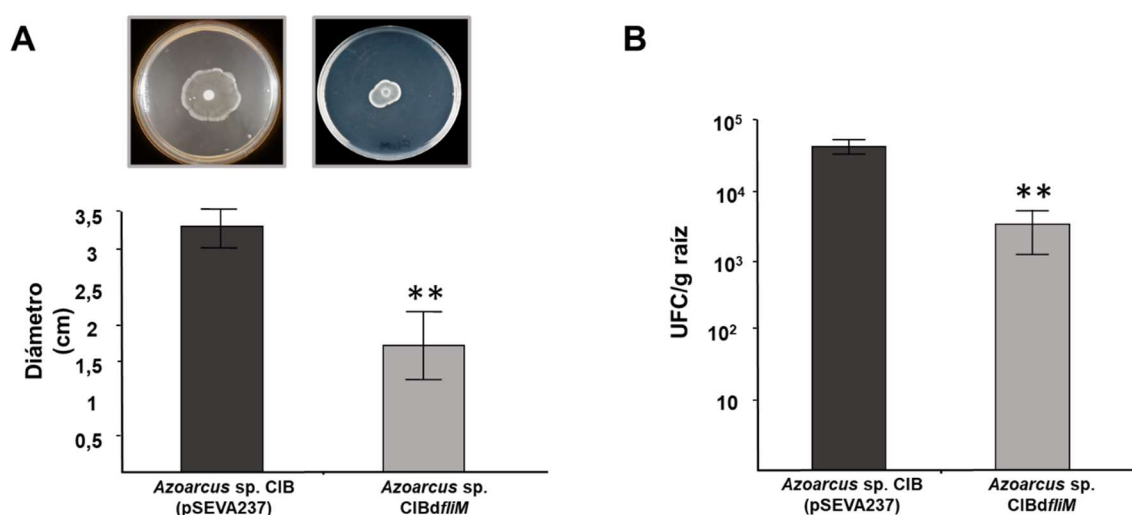 A
Diámetro
(cm)
3,5
3
2,5
2
1,5
1
0,5
**
Azoarcus sp. CIB
(pSEVA237)
Azoarcus sp.
CIBdfliM
B
UFC/g raíz
10⁵
10⁴
10³
10²
10
**
Azoarcus sp. CIB
(pSEVA237)
Azoarcus sp.
CIBdfliM